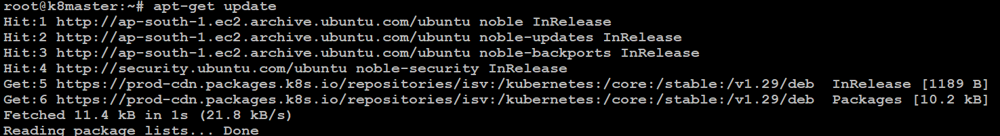 root@k8master:~# apt-get update
Hit:1 http://ap-south-1.ec2.archive.ubuntu.com/ubuntu noble InRelease
Hit:2 http://ap-south-1.ec2.archive.ubuntu.com/ubuntu noble-updates InRelease
Hit:3 http://ap-south-1.ec2.archive.ubuntu.com/ubuntu noble-backports InRelease
Hit:4 http://security.ubuntu.com/ubuntu noble-security InRelease
Get:5 https://prod-cdn.packages.k8s.io/repositories/isv:/kubernetes:/core:/stable:/v1.29/deb  InRelease [1189 B]
Get:6 https://prod-cdn.packages.k8s.io/repositories/isv:/kubernetes:/core:/stable:/v1.29/deb  Packages [10.2 kB]
Fetched 11.4 kB in 1s (21.8 kB/s)
Reading package lists... Done